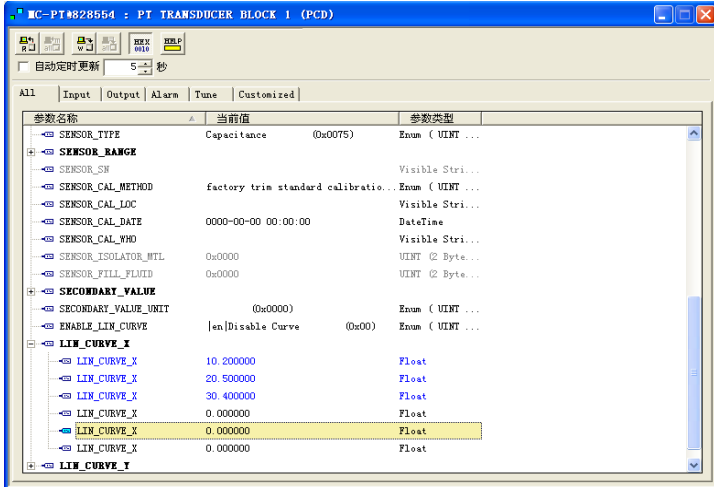 MC-PT#828554 : PT TRANSDUCER BLOCK 1 (PCD)
R all W all HEX 0010 HELP
自动定时更新 5 秒
All Input Output Alarm Tune Customized
参数名称 当前值 参数类型
SENSOR_TYPE Capacitance (0x0075) Enum ( UINT ...
SENSOR_RANGE
SENSOR_SN Visible Stri...
SENSOR_CAL_METHOD factory trim standard calibratio... Enum ( UINT ...
SENSOR_CAL_LOC Visible Stri...
SENSOR_CAL_DATE 0000-00-00 00:00:00 DateTime
SENSOR_CAL_WHO Visible Stri...
SENSOR_ISOLATOR_MTL 0x0000 UINT (2 Byte...
SENSOR_FILL_FLUID 0x0000 UINT (2 Byte...
SECONDARY_VALUE
SECONDARY_VALUE_UNIT (0x0000) Enum ( UINT ...
ENABLE_LIN_CURVE |en|Disable Curve (0x00) Enum ( UINT ...
LIN_CURVE_X
LIN_CURVE_X 10.200000 Float
LIN_CURVE_X 20.500000 Float
LIN_CURVE_X 30.400000 Float
LIN_CURVE_X 0.000000 Float
LIN_CURVE_X 0.000000 Float
LIN_CURVE_X 0.000000 Float
LIN_CURVE_Y